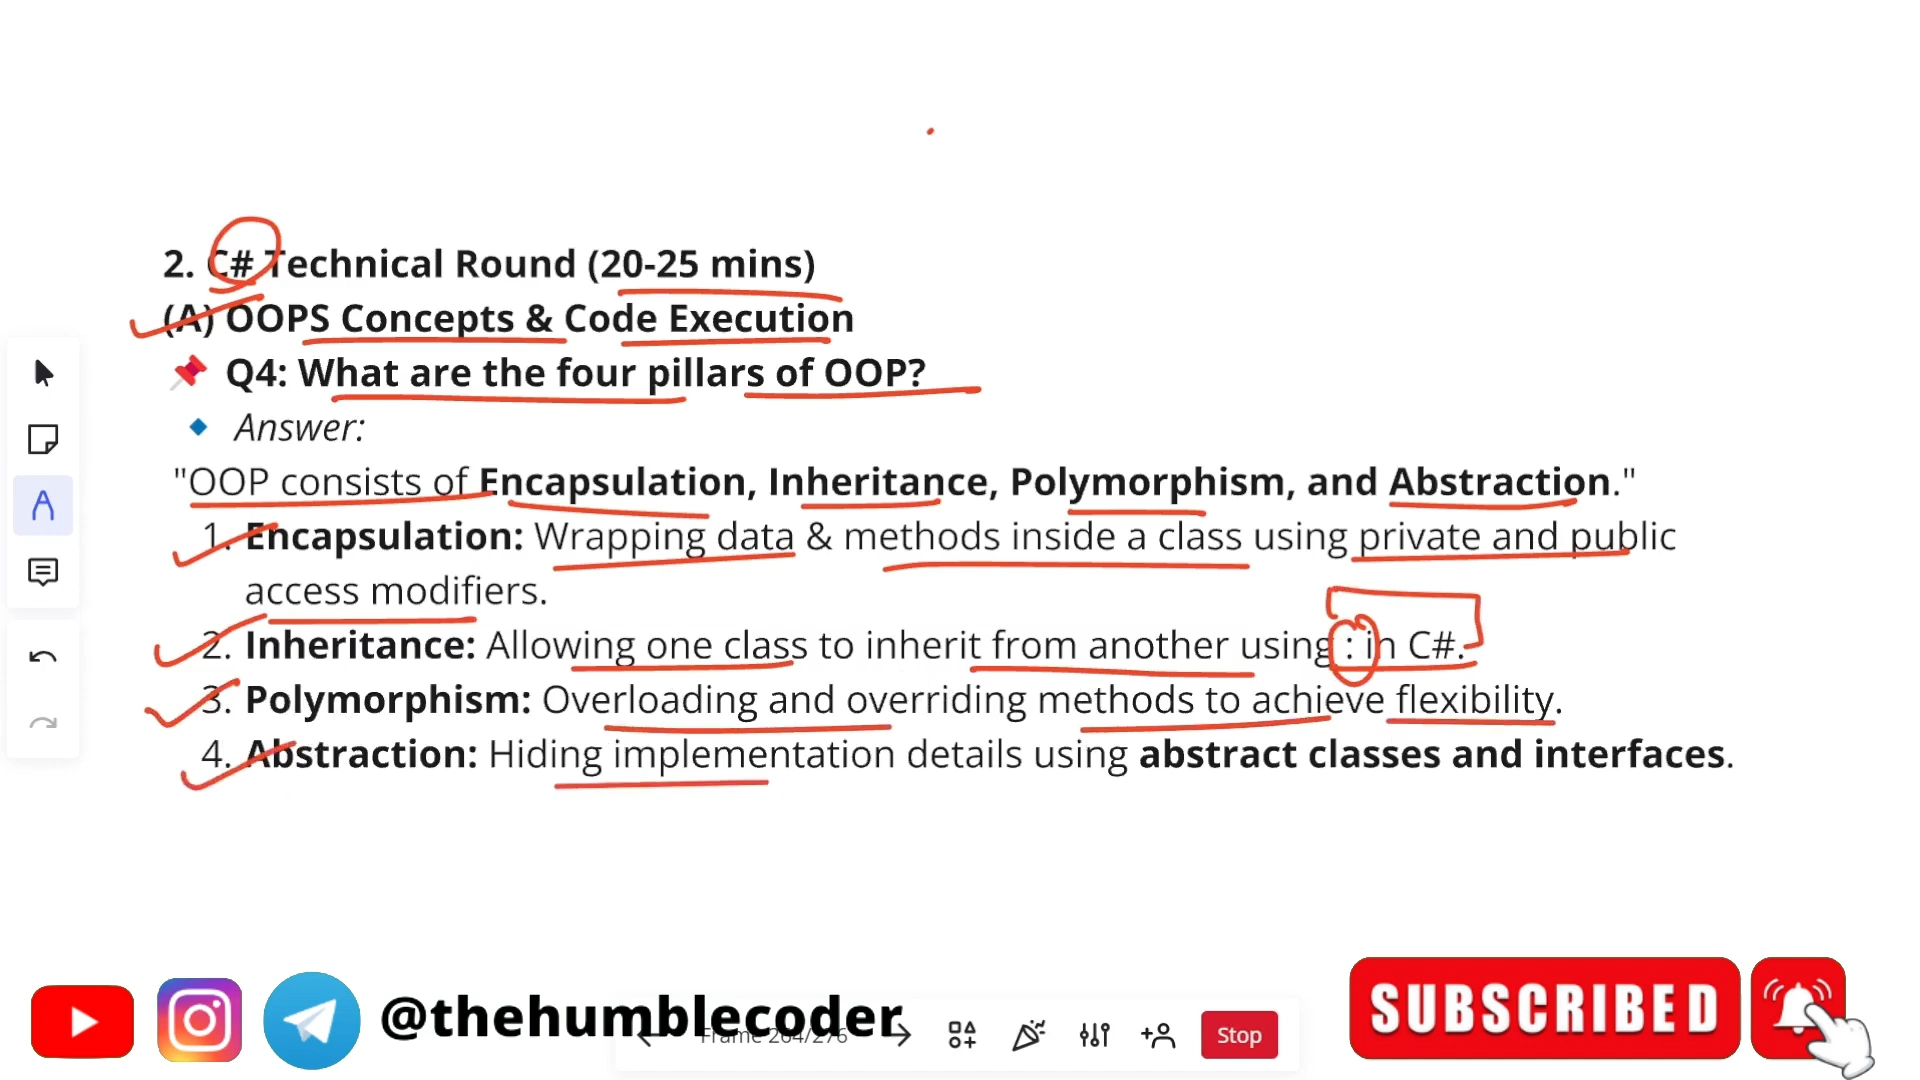 2. C# Technical Round (20-25 mins)
(A) OOPS Concepts & Code Execution
📌 Q4: What are the four pillars of OOP?
🔹 Answer:
"OOP consists of Encapsulation, Inheritance, Polymorphism, and Abstraction."
1. Encapsulation: Wrapping data & methods inside a class using private and public
access modifiers.
2. Inheritance: Allowing one class to inherit from another using : in C#.
3. Polymorphism: Overloading and overriding methods to achieve flexibility.
4. Abstraction: Hiding implementation details using abstract classes and interfaces.
@thehumblecoder
Frame 264/276
Stop
SUBSCRIBED